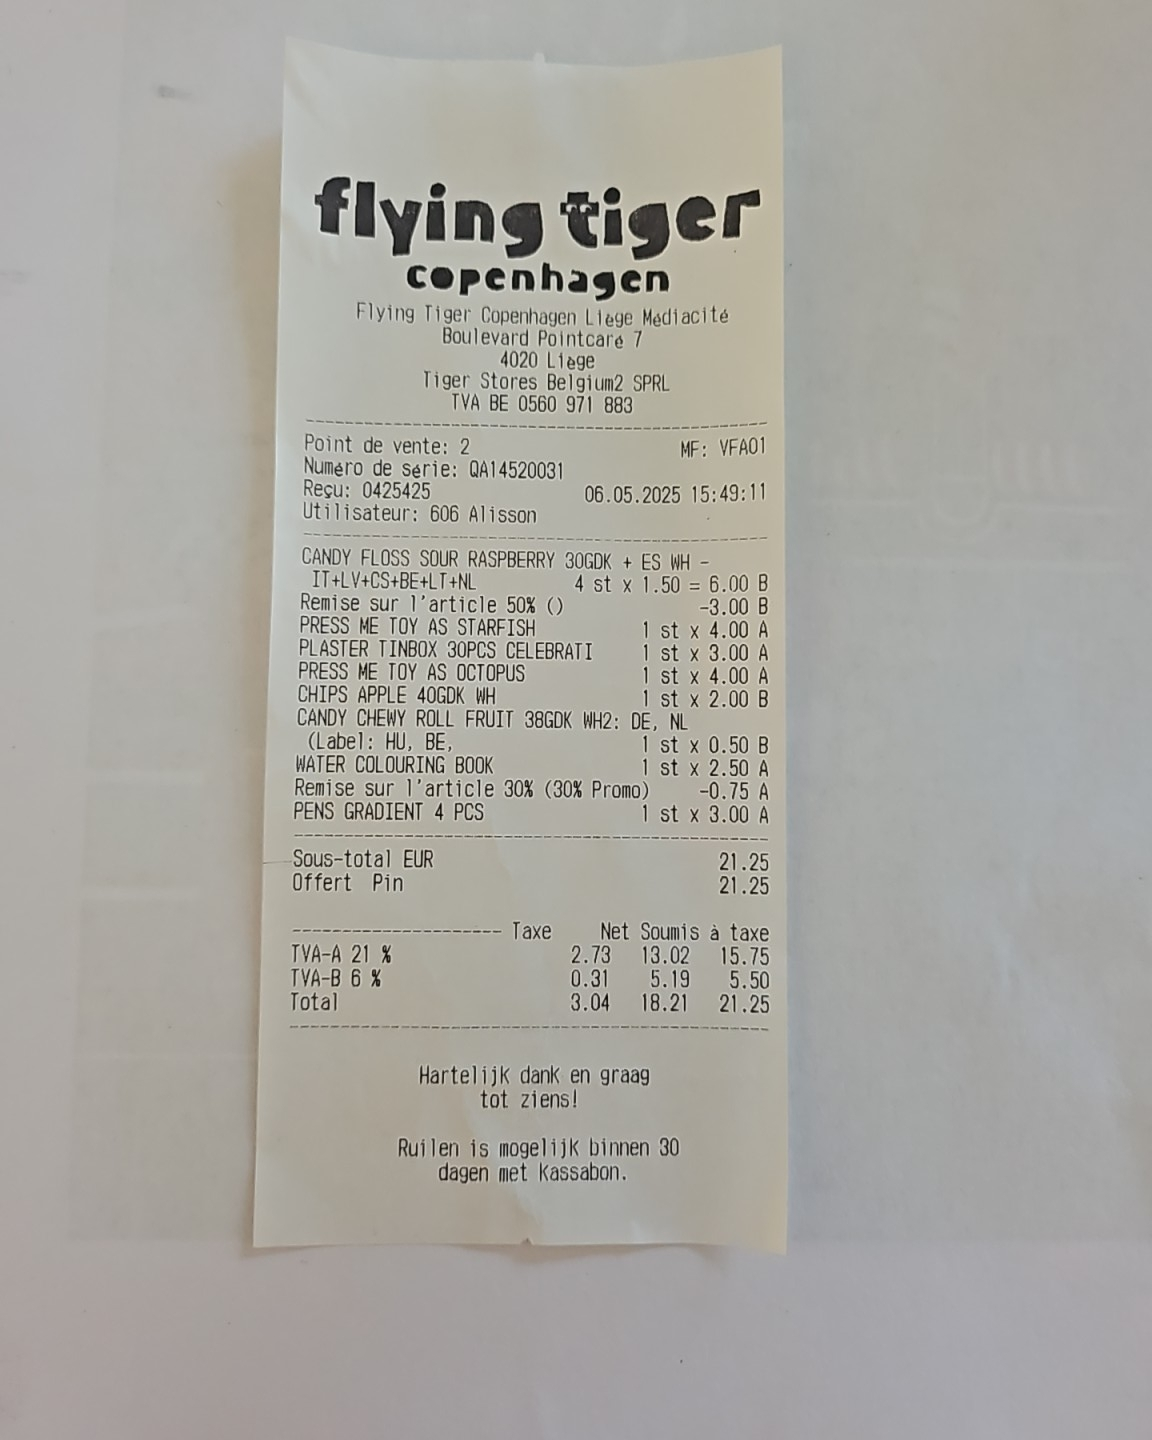 flying tiger
copenhagen
Flying Tiger Copenhagen Liège Médiacité
Boulevard Pointcaré 7
4020 Liège
Tiger Stores Belgium2 SPRL
TVA BE 0560 971 883
Point de vente: 2 MF: VFA01
Numéro de série: QA14520031
Reçu: 0425425 06.05.2025 15:49:11
Utilisateur: 606 Alisson
CANDY FLOSS SOUR RASPBERRY 30GDK + ES WH -
IT+LV+CS+BE+LT+NL 4 st x 1.50 = 6.00 B
Remise sur l'article 50% () -3.00 B
PRESS ME TOY AS STARFISH 1 st x 4.00 A
PLASTER TINBOX 30PCS CELEBRATI 1 st x 3.00 A
PRESS ME TOY AS OCTOPUS 1 st x 4.00 A
CHIPS APPLE 40GDK WH 1 st x 2.00 B
CANDY CHEWY ROLL FRUIT 38GDK WH2: DE, NL
(Label: HU, BE, 1 st x 0.50 B
WATER COLOURING BOOK 1 st x 2.50 A
Remise sur l'article 30% (30% Promo) -0.75 A
PENS GRADIENT 4 PCS 1 st x 3.00 A
Sous-total EUR 21.25
Offert Pin 21.25
--------------------- Taxe Net Soumis à taxe
TVA-A 21 % 2.73 13.02 15.75
TVA-B 6 % 0.31 5.19 5.50
Total 3.04 18.21 21.25
Hartelijk dank en graag
tot ziens!
Ruilen is mogelijk binnen 30
dagen met kassabon.